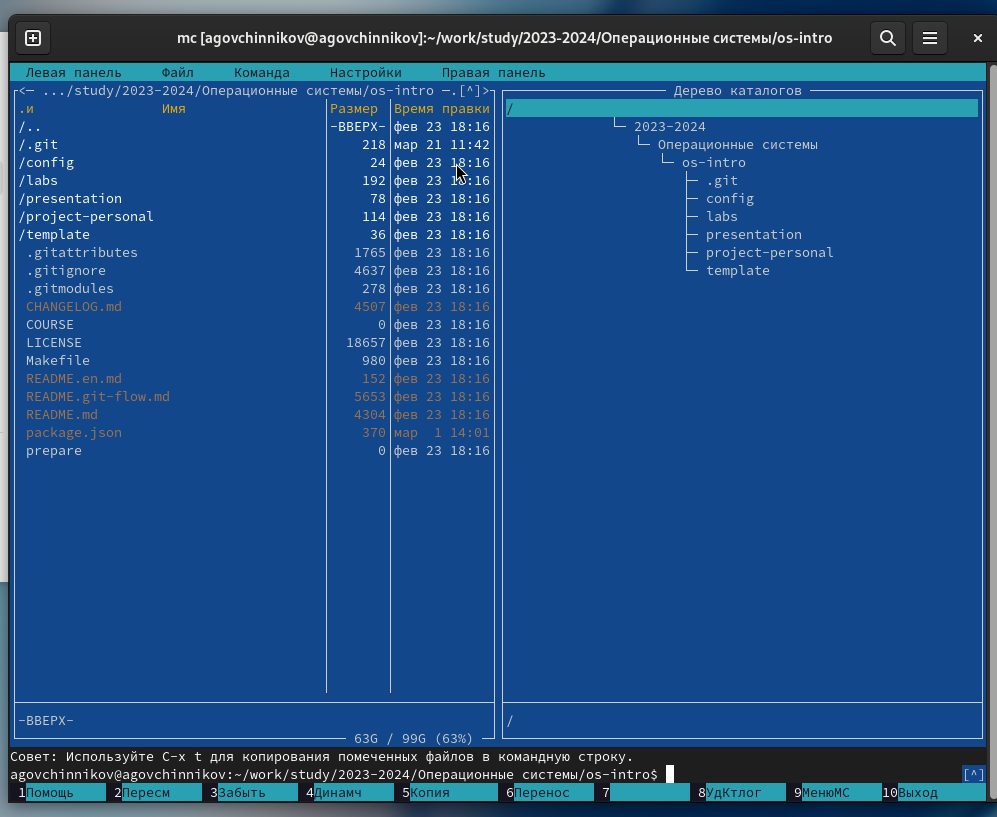 mc [agovchinnikov@agovchinnikov]:~/work/study/2023-2024/Операционные системы/os-intro
Левая панель Файл Команда Настройки Правая панель
<─ .../study/2023-2024/Операционные системы/os-intro ─.[^]>
.и Имя Размер Время правки
/.. -ВВЕРХ- фев 23 18:16
/.git 218 мар 21 11:42
/config 24 фев 23 18:16
/labs 192 фев 23 18:16
/presentation 78 фев 23 18:16
/project-personal 114 фев 23 18:16
/template 36 фев 23 18:16
.gitattributes 1765 фев 23 18:16
.gitignore 4637 фев 23 18:16
.gitmodules 278 фев 23 18:16
CHANGELOG.md 4507 фев 23 18:16
COURSE 0 фев 23 18:16
LICENSE 18657 фев 23 18:16
Makefile 980 фев 23 18:16
README.en.md 152 фев 23 18:16
README.git-flow.md 5653 фев 23 18:16
README.md 4304 фев 23 18:16
package.json 370 мар 1 14:01
prepare 0 фев 23 18:16
-ВВЕРХ-
63G / 99G (63%)
Дерево каталогов
/
2023-2024
Операционные системы
os-intro
.git
config
labs
presentation
project-personal
template
/
Совет: Используйте C-x t для копирования помеченных файлов в командную строку.
agovchinnikov@agovchinnikov:~/work/study/2023-2024/Операционные системы/os-intro$ [^]
1Помощь 2Пересм 3Забыть 4Динамч 5Копия 6Перенос 7 8УдКтлог 9МенюMC 10Выход